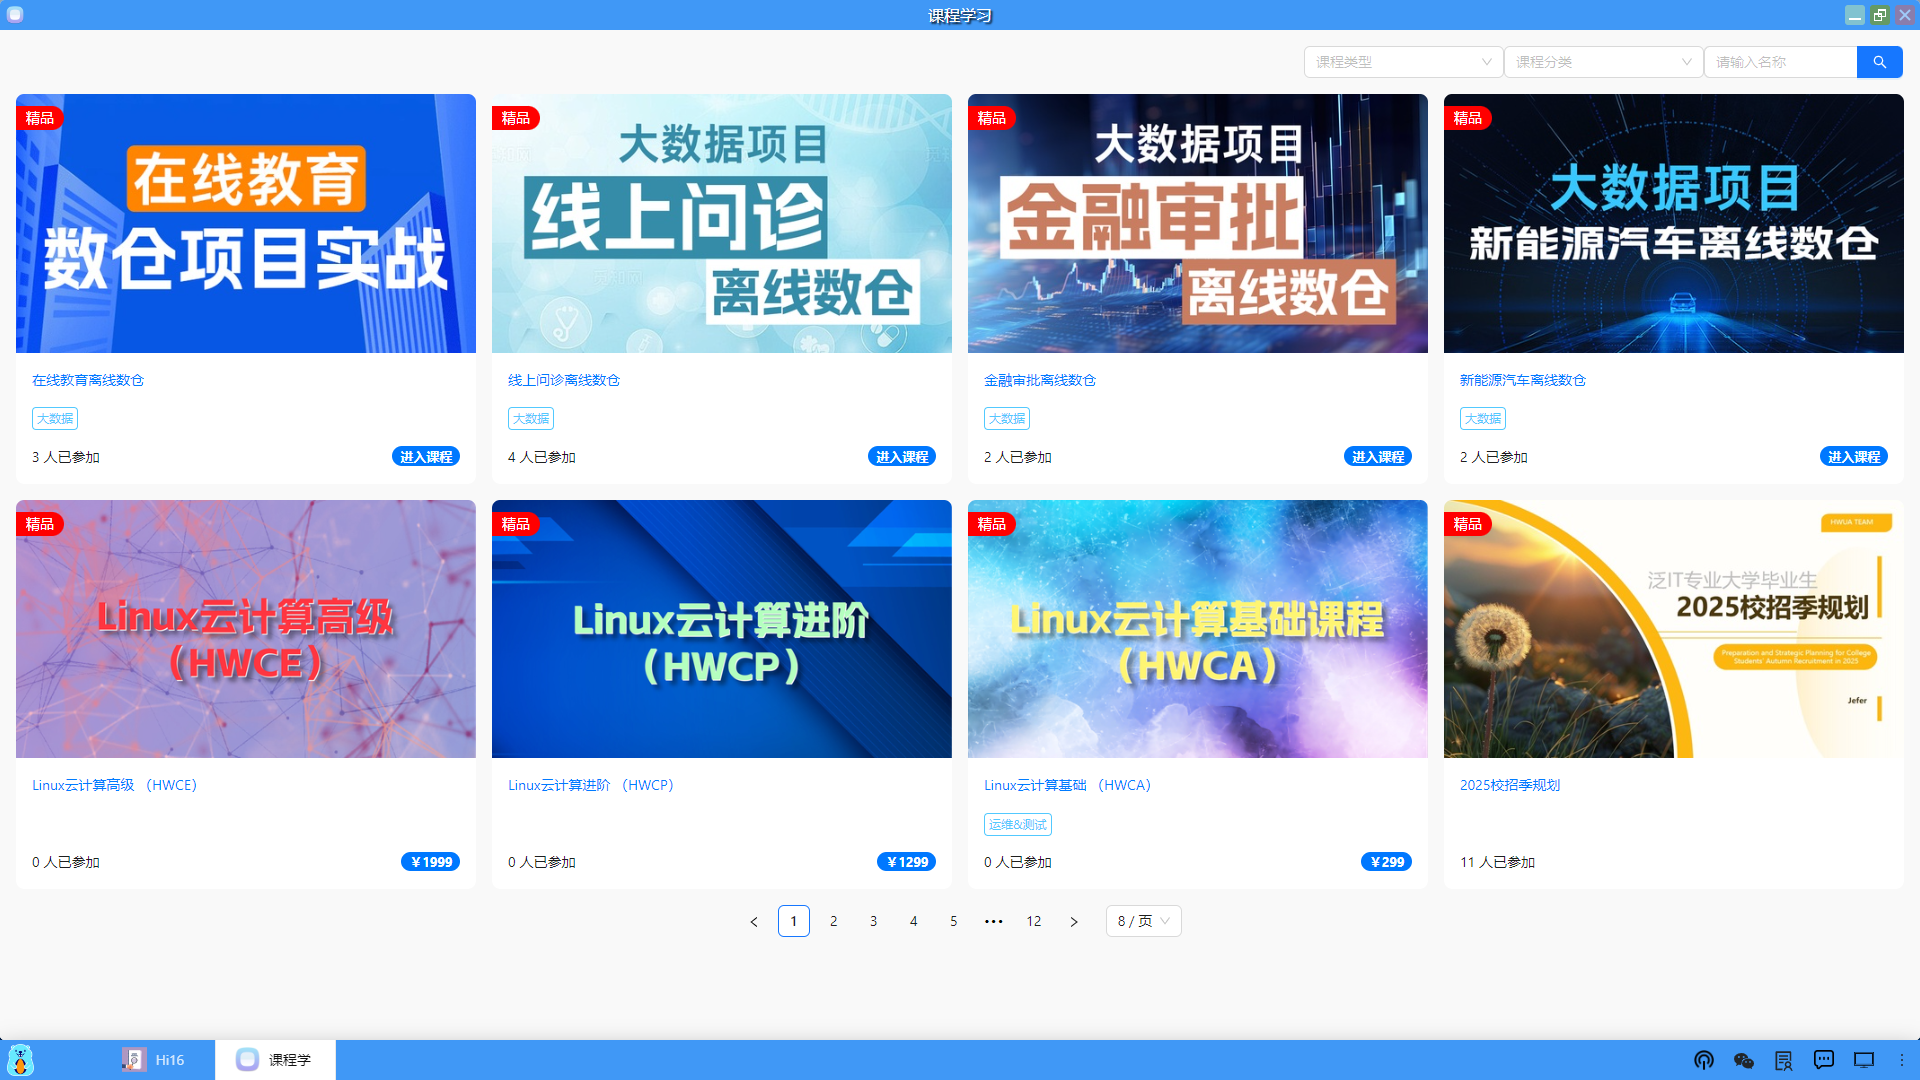 课程学习
课程类型
课程分类
请输入名称
精品
在线教育
数仓项目实战
精品
大数据项目
线上问诊
离线数仓
精品
大数据项目
金融审批
离线数仓
精品
大数据项目
新能源汽车离线数仓
在线教育离线数仓
大数据
3 人已参加
进入课程
线上问诊离线数仓
大数据
4 人已参加
进入课程
金融审批离线数仓
大数据
2 人已参加
进入课程
新能源汽车离线数仓
大数据
2 人已参加
进入课程
精品
Linux云计算高级
（HWCE）
精品
Linux云计算进阶
（HWCP）
精品
Linux云计算基础课程
（HWCA）
精品
HWUA TEAM
泛IT专业大学毕业生
2025校招季规划
Preparation and Strategic Planning for College
Students' Autumn Recruitment in 2025
Jefer
Linux云计算高级 （HWCE）
0 人已参加
￥1999
Linux云计算进阶 （HWCP）
0 人已参加
￥1299
Linux云计算基础 （HWCA）
运维&测试
0 人已参加
￥299
2025校招季规划
11 人已参加
1 2 3 4 5 ••• 12
8 / 页
Hi16
课程学